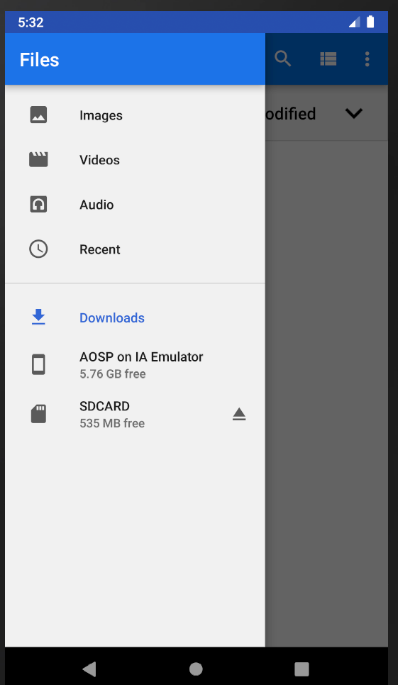 5:32
Files
odified
Images
Videos
Audio
Recent
Downloads
AOSP on IA Emulator
5.76 GB free
SDCARD
535 MB free